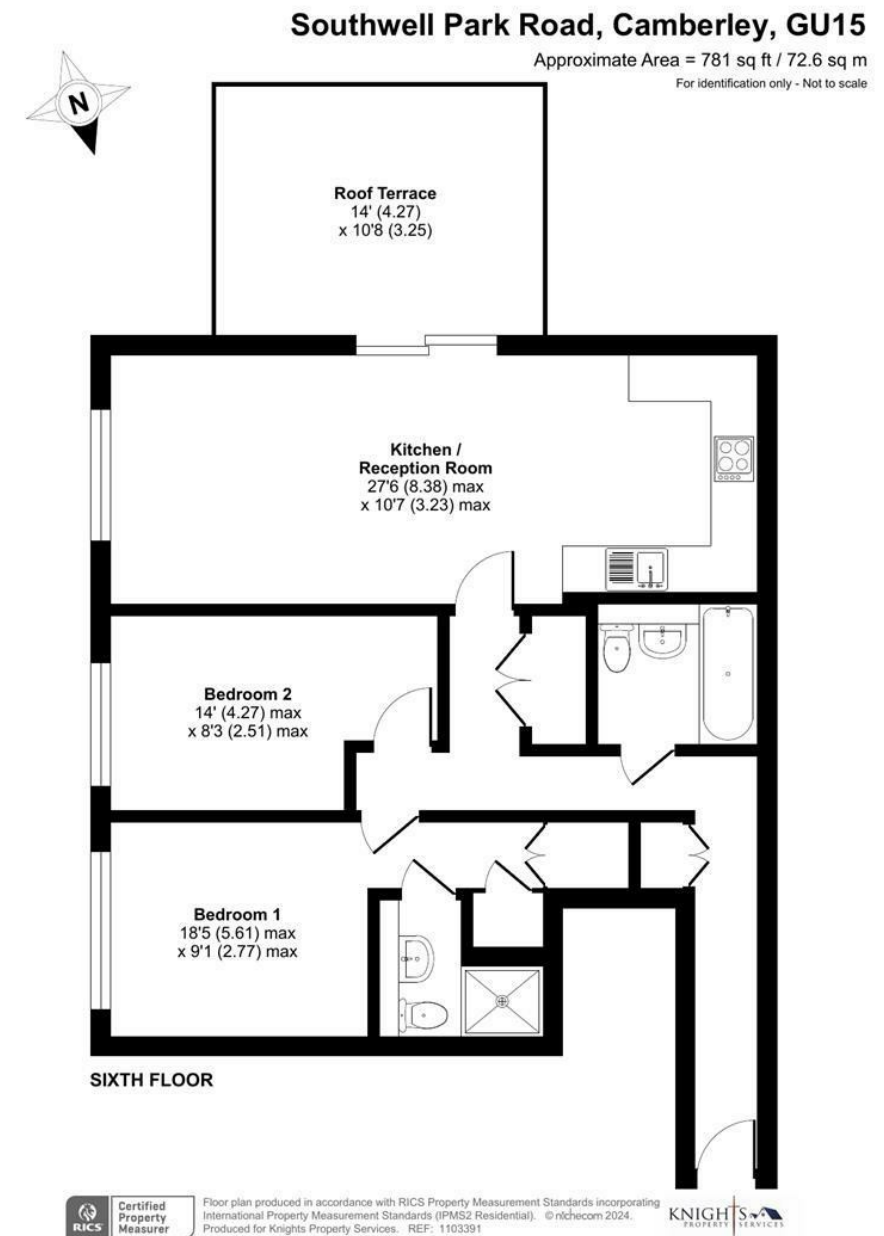 Southwell Park Road, Camberley, GU15
Approximate Area = 781 sq ft / 72.6 sq m
For identification only - Not to scale
N
Roof Terrace
14' (4.27)
x 10'8 (3.25)
Kitchen /
Reception Room
27'6 (8.38) max
x 10'7 (3.23) max
Bedroom 2
14' (4.27) max
x 8'3 (2.51) max
Bedroom 1
18'5 (5.61) max
x 9'1 (2.77) max
SIXTH FLOOR
RICS
Certified
Property
Measurer
Floor plan produced in accordance with RICS Property Measurement Standards incorporating
International Property Measurement Standards (IPMS2 Residential). © nichecom 2024.
Produced for Knights Property Services. REF: 1103391
KNIGHTS
PROPERTY SERVICES